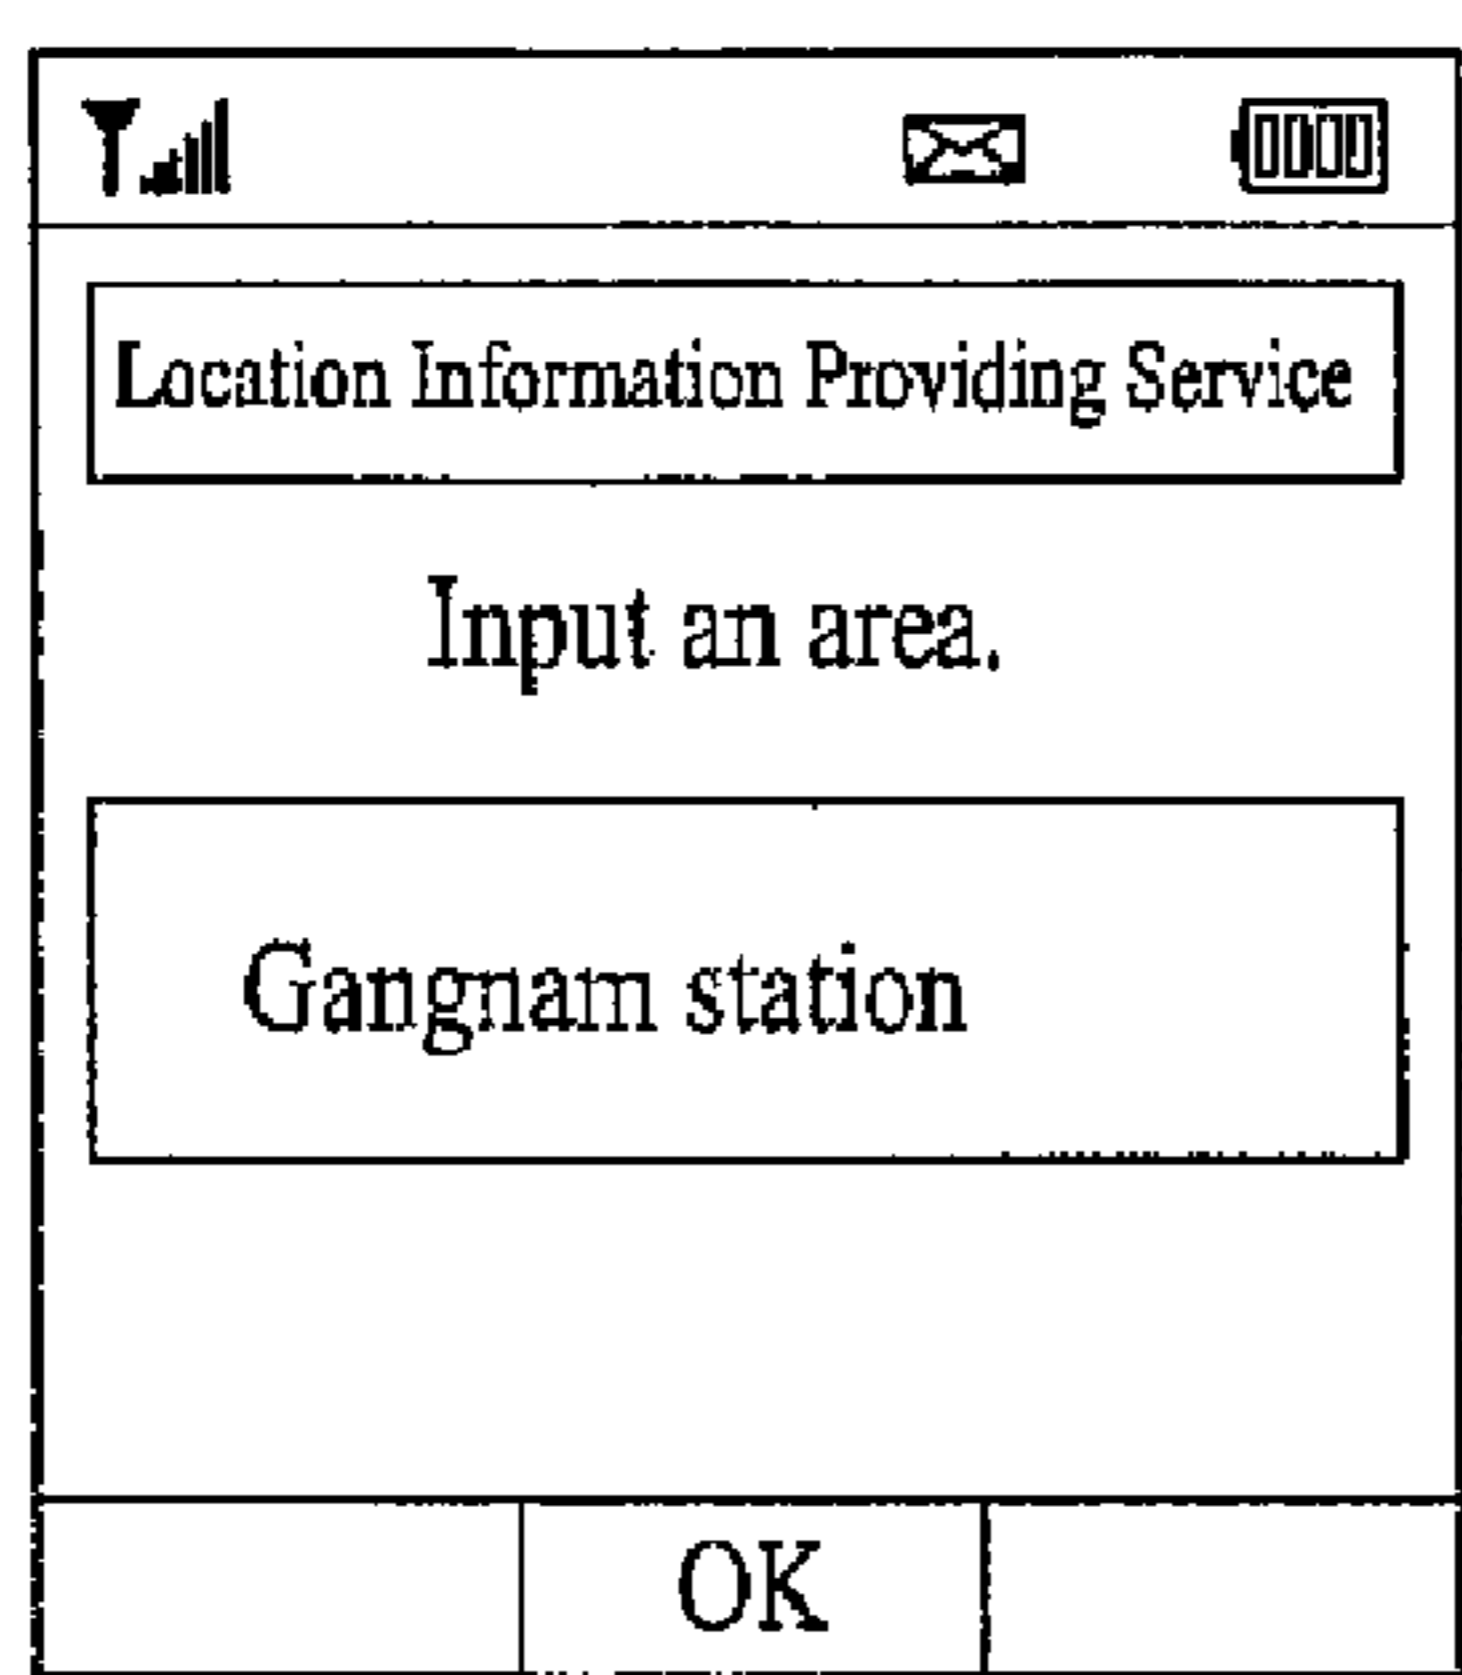 Location Information Providing Service
Input an area.
Gangnam station
OK